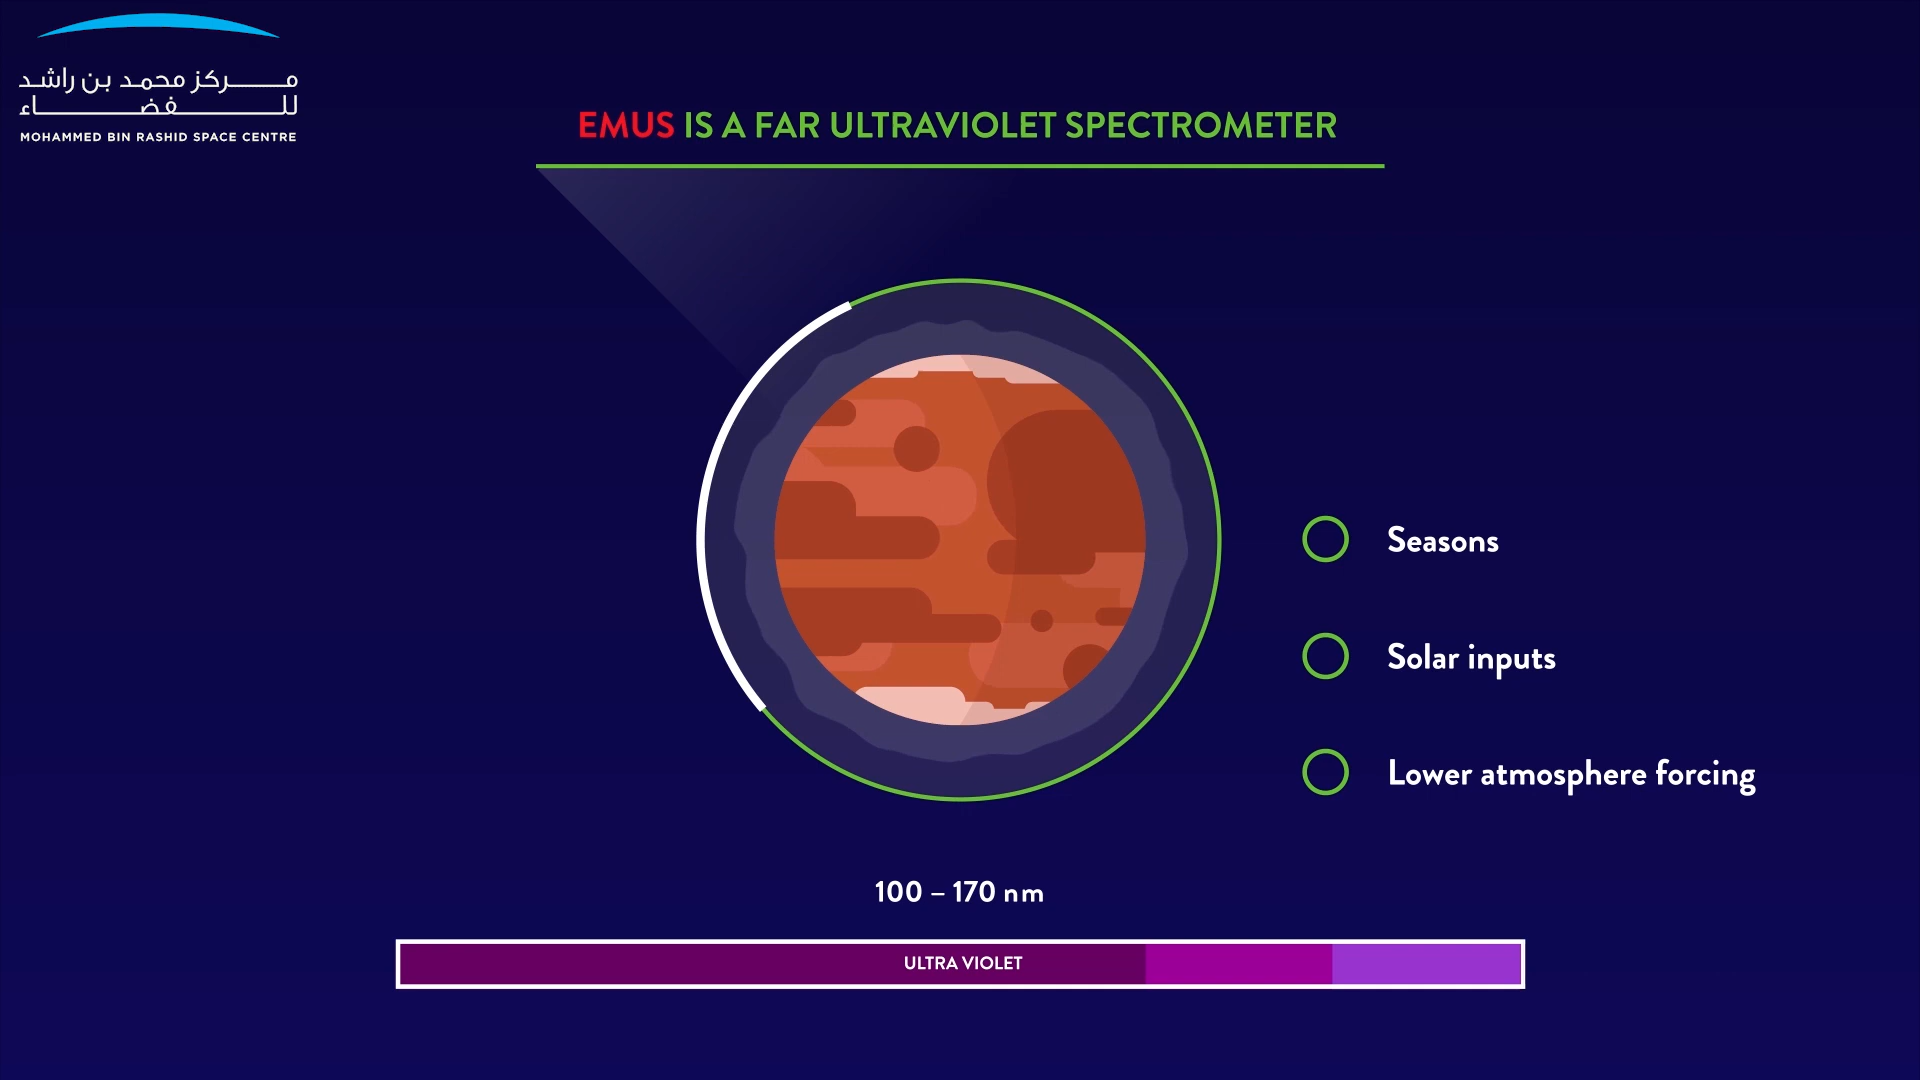 مركز محمد بن راشد
للفضاء
MOHAMMED BIN RASHID SPACE CENTRE
EMUS IS A FAR ULTRAVIOLET SPECTROMETER
Seasons
Solar inputs
Lower atmosphere forcing
100 – 170 nm
ULTRA VIOLET